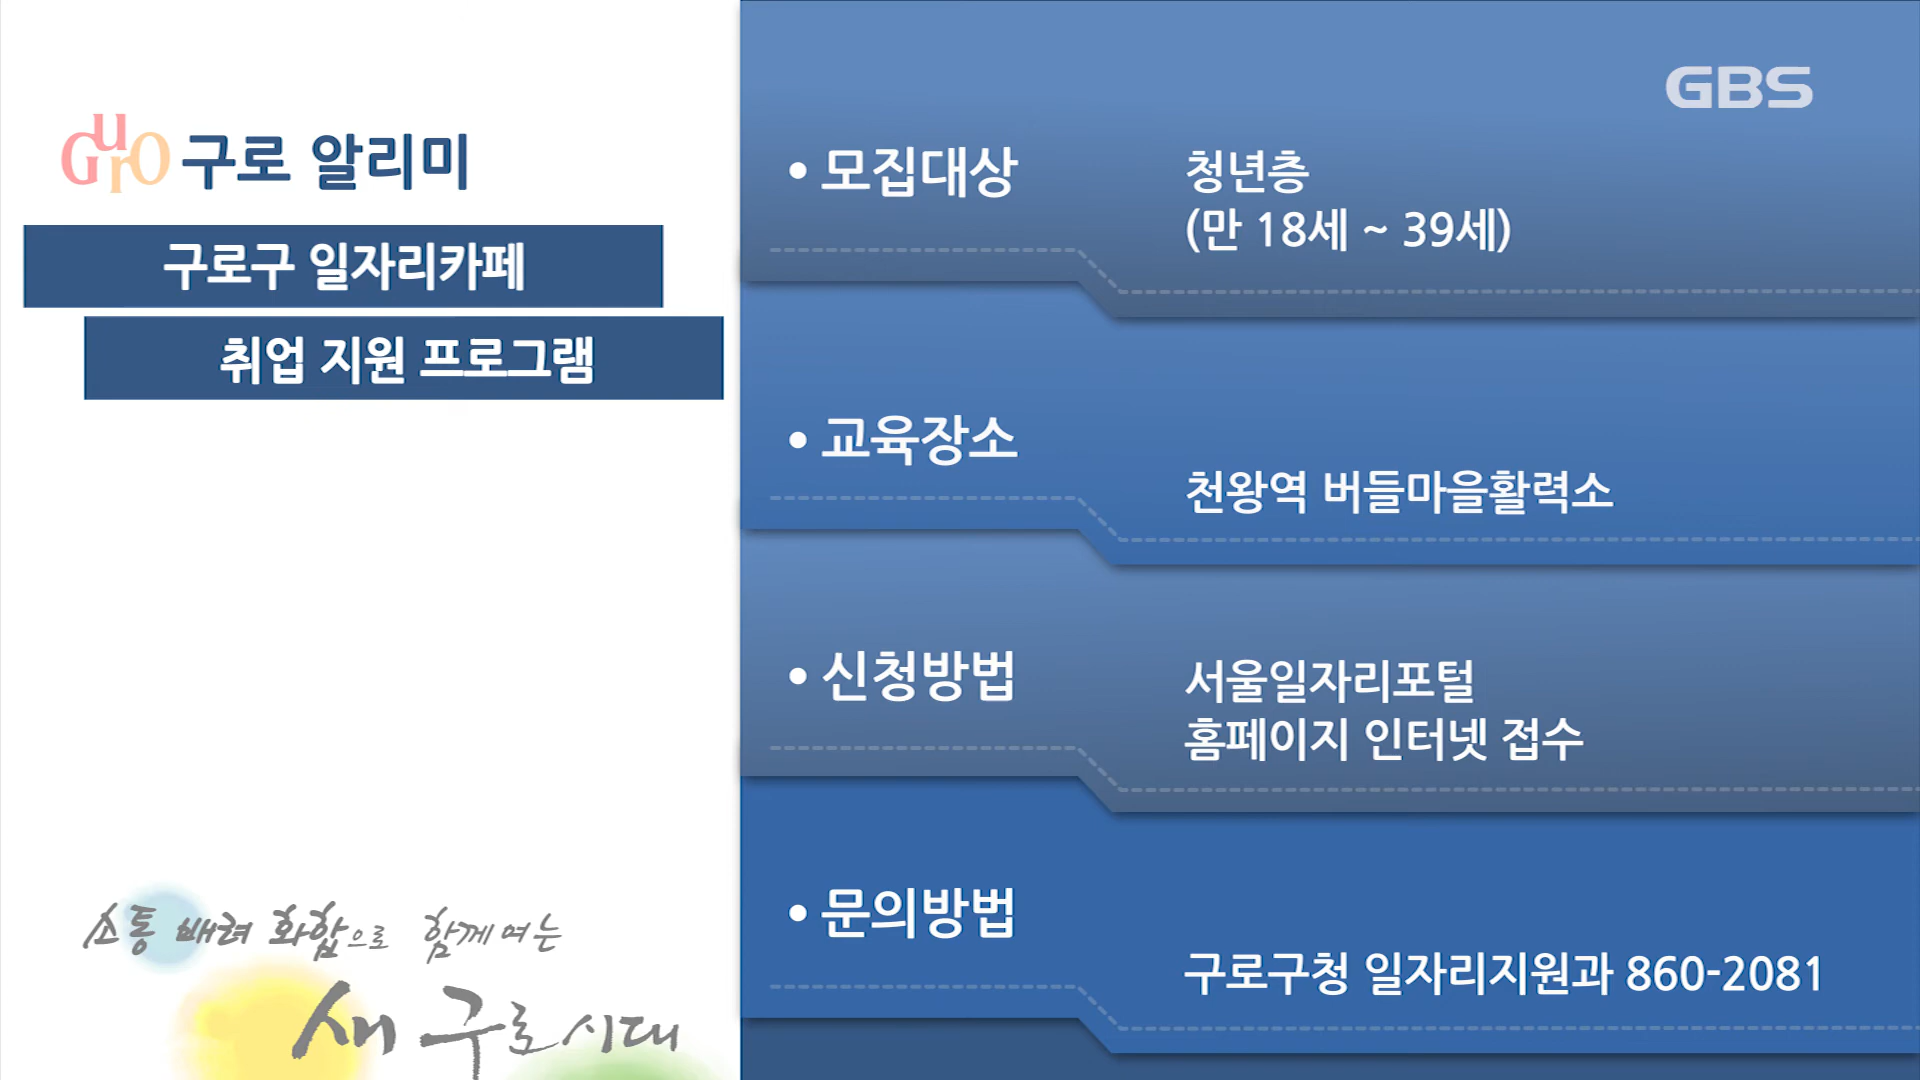 GurO 구로 알리미
구로구 일자리카페
취업 지원 프로그램
소통 배려 화합으로 함께 여는
새 구로시대
GBS
• 모집대상
청년층
(만 18세 ~ 39세)
• 교육장소
천왕역 버들마을활력소
• 신청방법
서울일자리포털
홈페이지 인터넷 접수
• 문의방법
구로구청 일자리지원과 860-2081